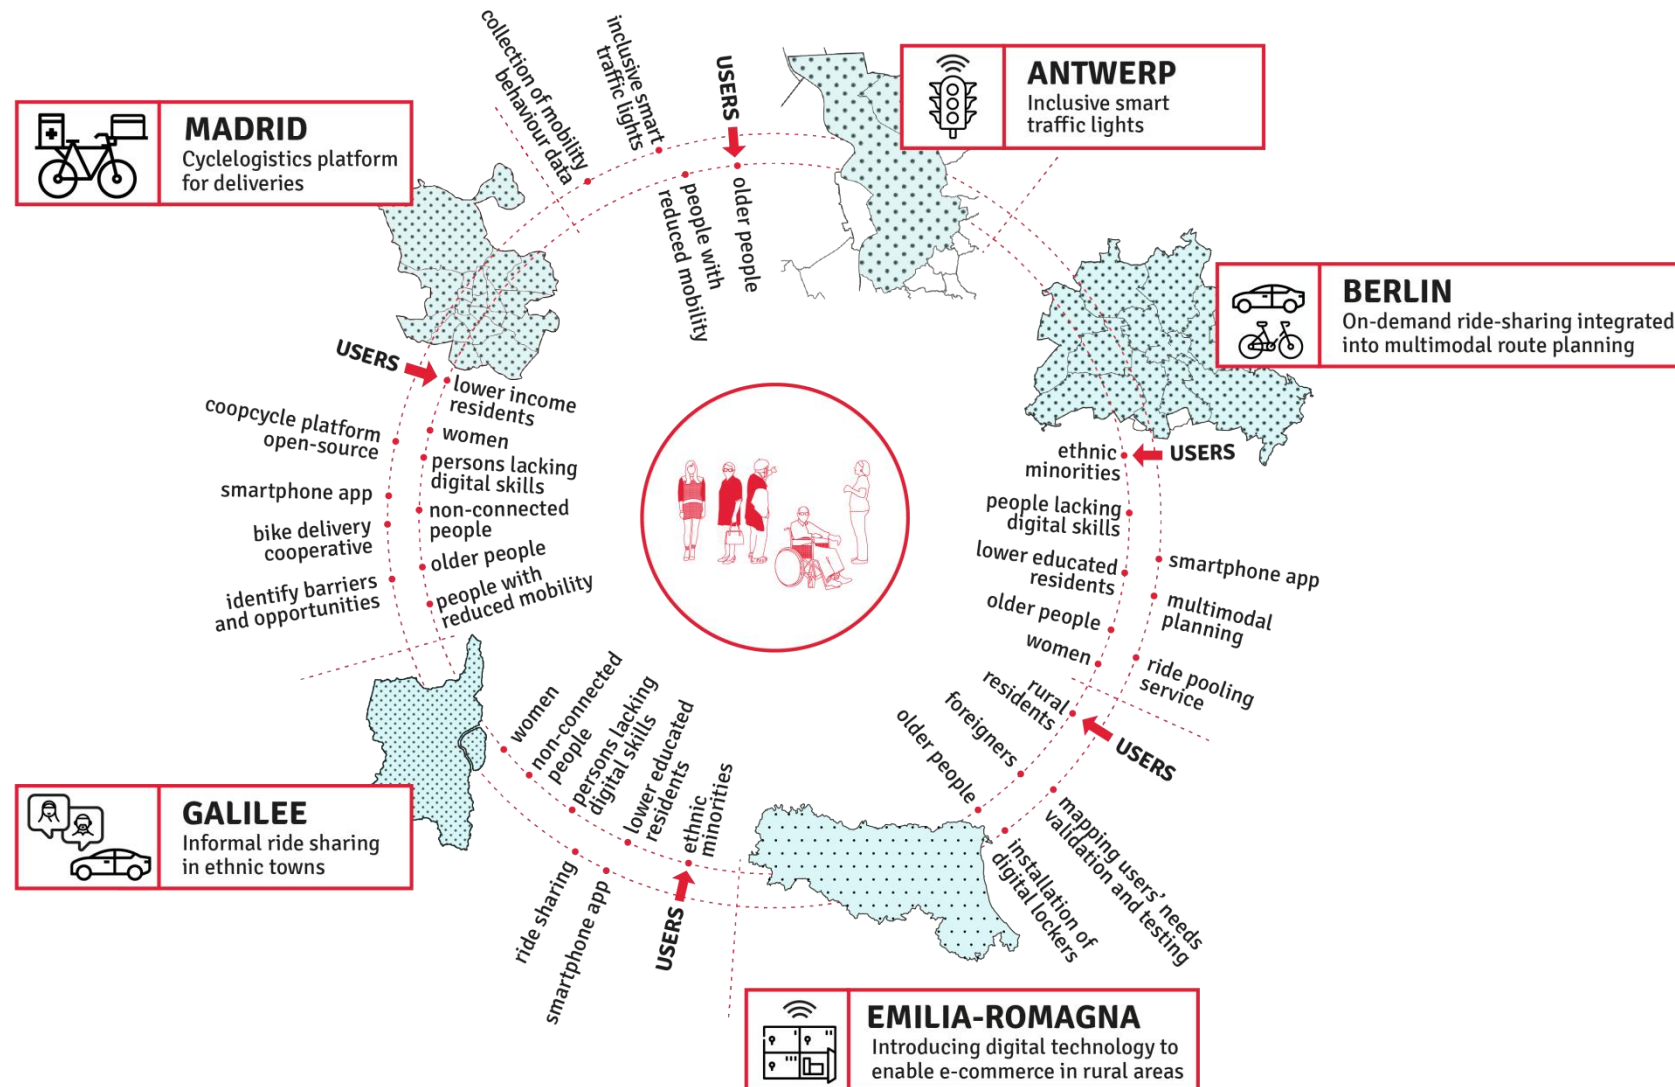 MADRID
Cyclelogistics platform
for deliveries
collection of mobility
behaviour data
inclusive smart
traffic lights
USERS
older people
people with
reduced mobility
ANTWERP
Inclusive smart
traffic lights
BERLIN
On-demand ride-sharing integrated
into multimodal route planning
USERS
ethnic
minorities
people lacking
digital skills
lower educated
residents
older people
women
smartphone app
multimodal
planning
ride pooling
service
USERS
rural
residents
foreigners
older people
mapping users' needs
validation and testing
installation of
digital lockers
EMILIA-ROMAGNA
Introducing digital technology to
enable e-commerce in rural areas
USERS
ethnic
minorities
lower educated
residents
persons lacking
digital skills
non-connected
people
women
ride sharing
smartphone app
GALILEE
Informal ride sharing
in ethnic towns
USERS
lower income
residents
women
persons lacking
digital skills
non-connected
people
older people
people with
reduced mobility
coopcycle platform
open-source
smartphone app
bike delivery
cooperative
identify barriers
and opportunities